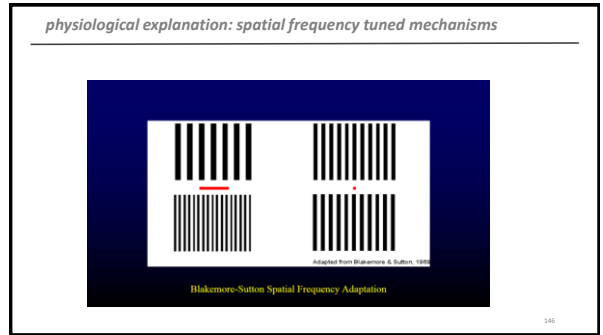 physiological explanation: spatial frequency tuned mechanisms
Adapted from Blakemore & Sutton, 1969
Blakemore-Sutton Spatial Frequency Adaptation
146